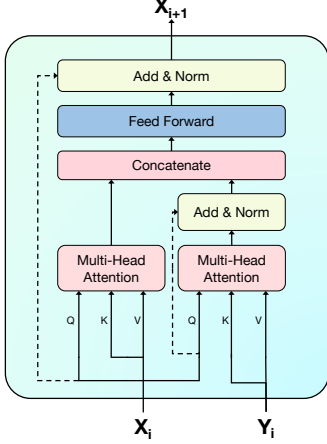 X_{i+1}
Add & Norm
Feed Forward
Concatenate
Add & Norm
Multi-Head
Attention
Multi-Head
Attention
Q K V Q K V
X_i Y_i